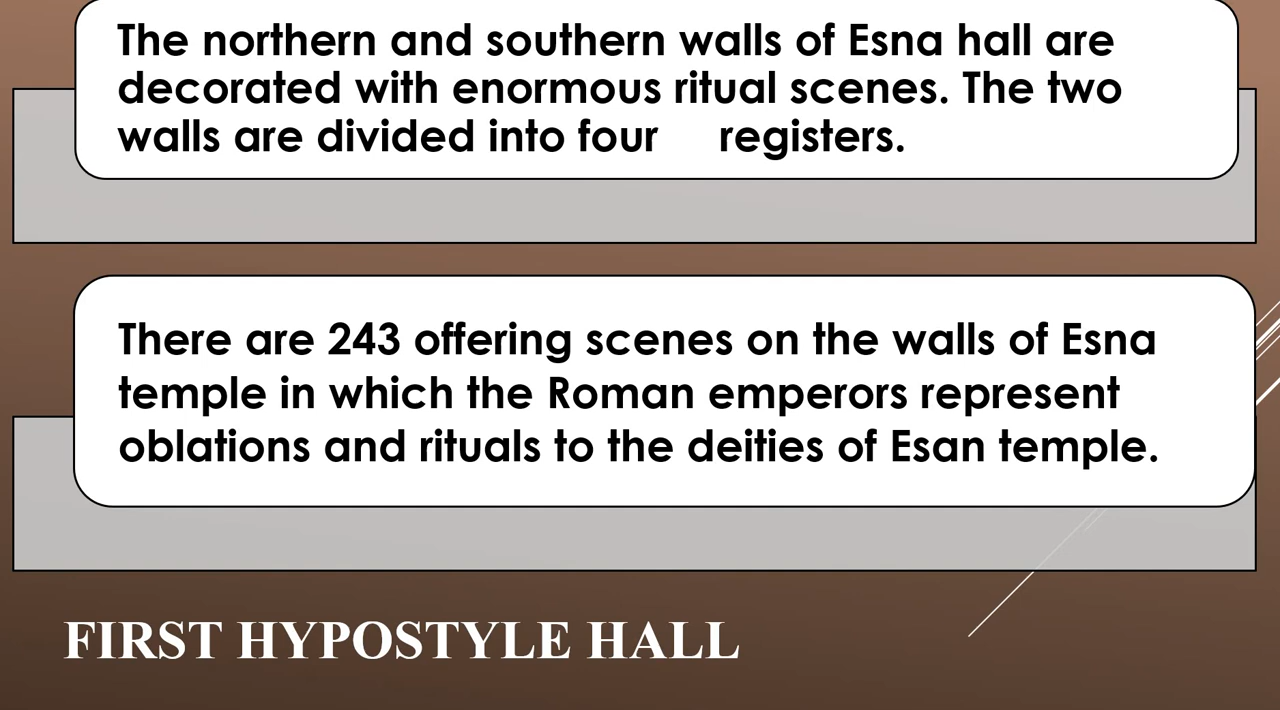 The northern and southern walls of Esna hall are
decorated with enormous ritual scenes. The two
walls are divided into four registers.
There are 243 offering scenes on the walls of Esna
temple in which the Roman emperors represent
oblations and rituals to the deities of Esan temple.
FIRST HYPOSTYLE HALL